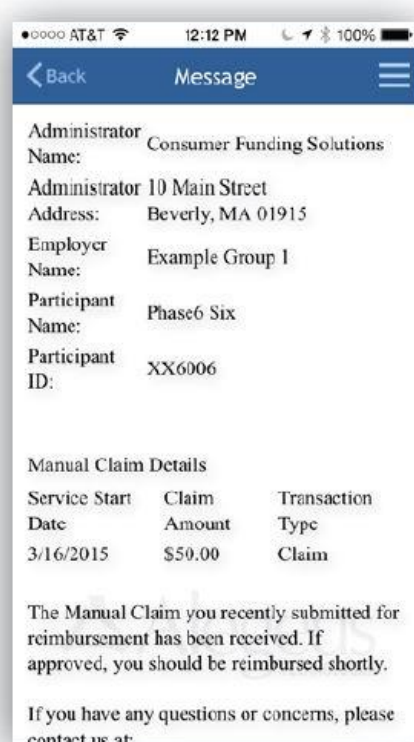 AT&T 12:12 PM 100%
Back Message
Administrator Name: Consumer Funding Solutions
Administrator Address: 10 Main Street
Beverly, MA 01915
Employer Name: Example Group 1
Participant Name: Phase6 Six
Participant ID: XX6006
Manual Claim Details
Service Start Date Claim Amount Transaction Type
3/16/2015 $50.00 Claim
The Manual Claim you recently submitted for
reimbursement has been received. If
approved, you should be reimbursed shortly.
If you have any questions or concerns, please
contact us at: